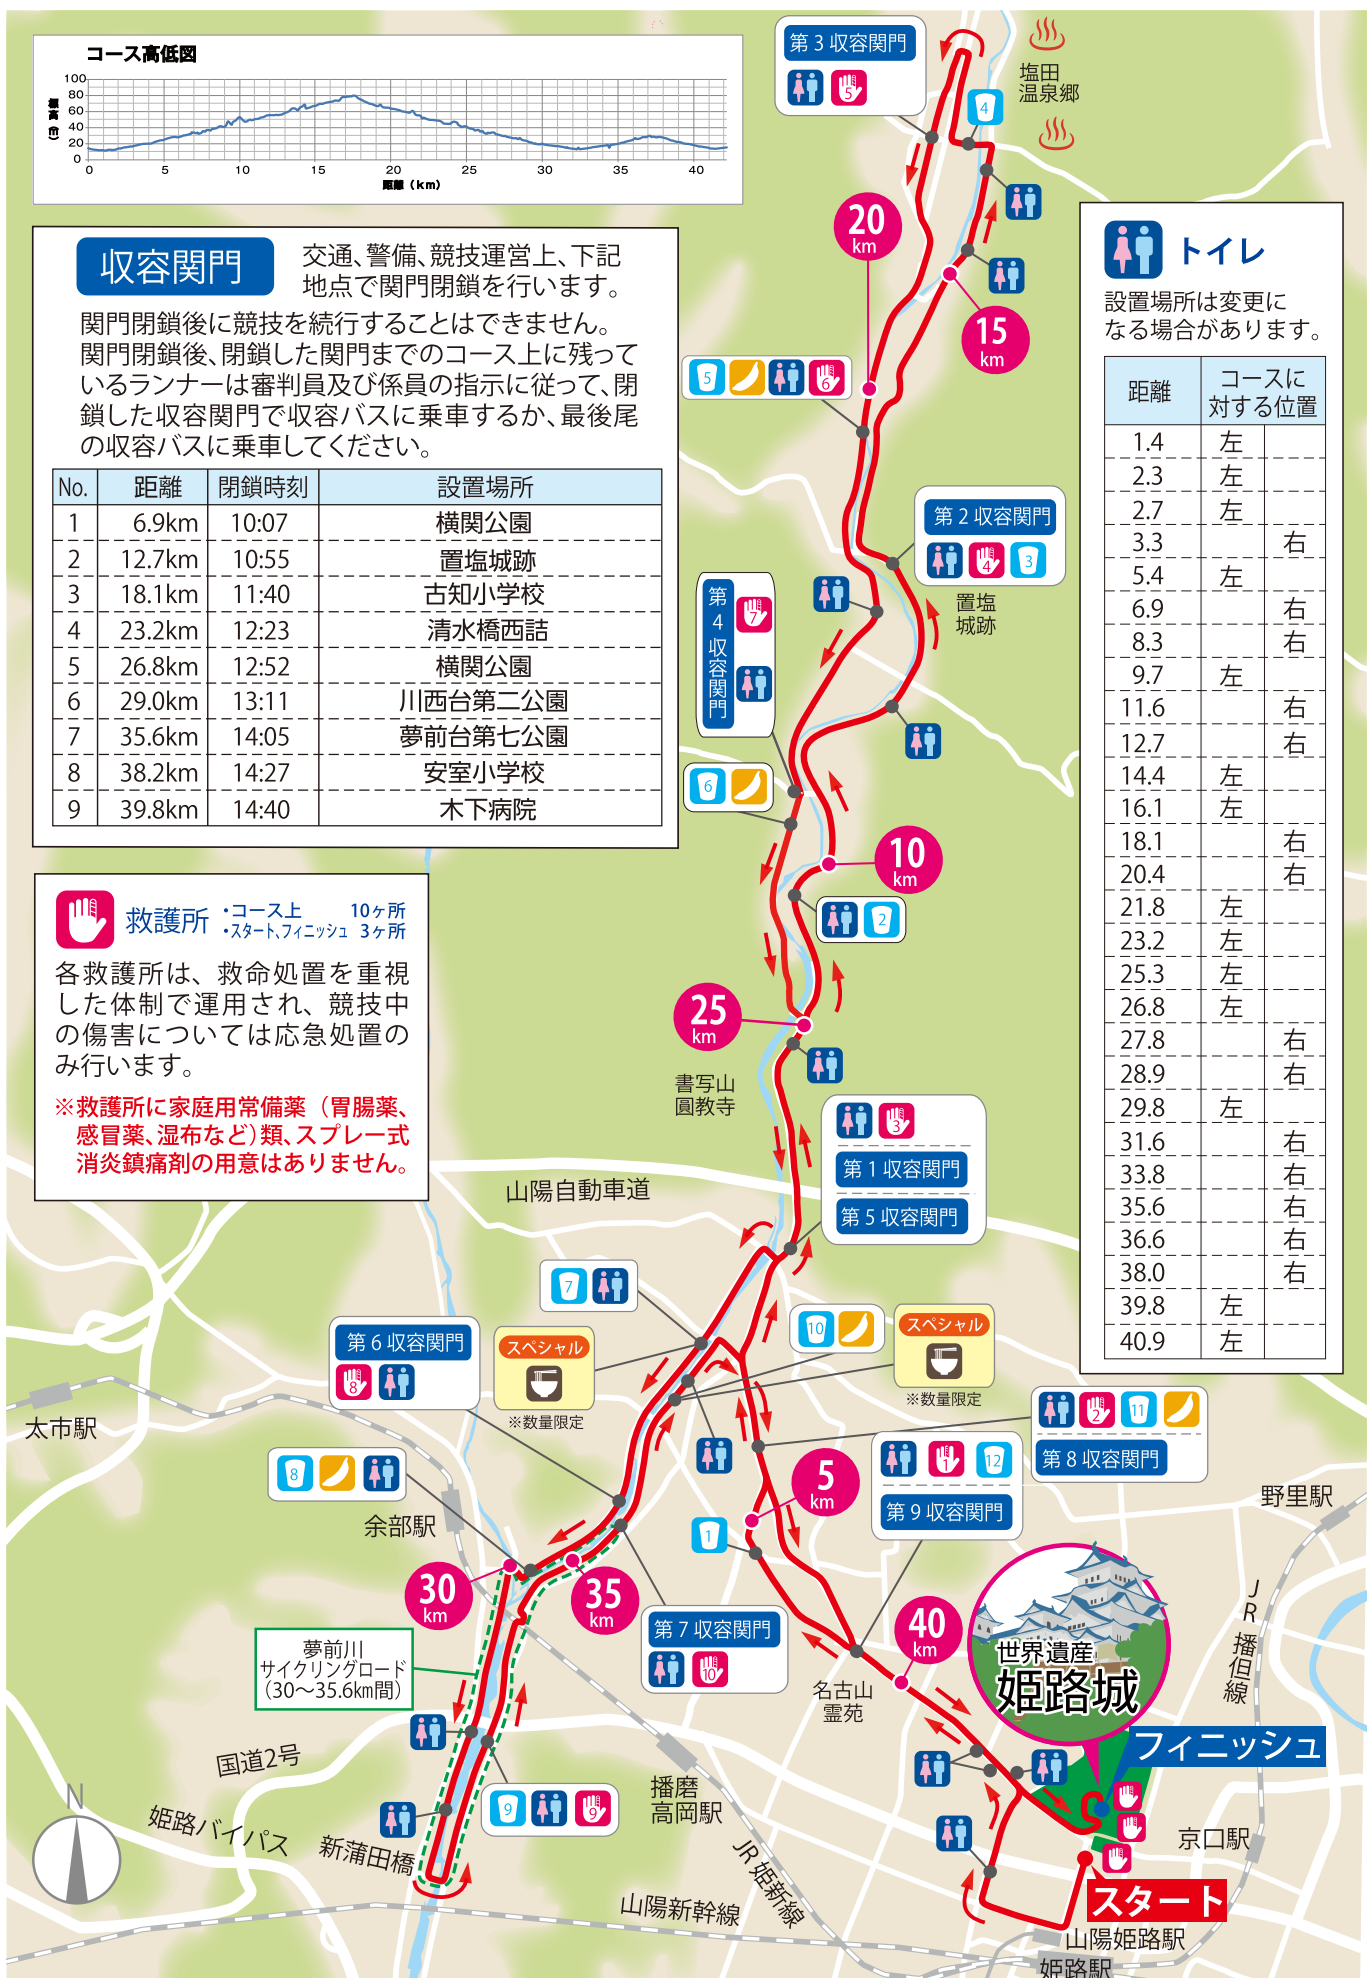 コース高低図
標高(m)
100
80
60
40
20
0
0 5 10 15 20 25 30 35 40
距離（km）
収容関門
交通、警備、競技運営上、下記
地点で関門閉鎖を行います。
関門閉鎖後に競技を続行することはできません。
関門閉鎖後、閉鎖した関門までのコース上に残って
いるランナーは審判員及び係員の指示に従って、閉
鎖した収容関門で収容バスに乗車するか、最後尾
の収容バスに乗車してください。
No. 距離 閉鎖時刻 設置場所
1 6.9km 10:07 横関公園
2 12.7km 10:55 置塩城跡
3 18.1km 11:40 古知小学校
4 23.2km 12:23 清水橋西詰
5 26.8km 12:52 横関公園
6 29.0km 13:11 川西台第二公園
7 35.6km 14:05 夢前台第七公園
8 38.2km 14:27 安室小学校
9 39.8km 14:40 木下病院
救護所
・コース上 10ヶ所
・スタート、フィニッシュ 3ヶ所
各救護所は、救命処置を重視
した体制で運用され、競技中
の傷害については応急処置の
み行います。
※救護所に家庭用常備薬（胃腸薬、
感冒薬、湿布など）類、スプレー式
消炎鎮痛剤の用意はありません。
トイレ
設置場所は変更に
なる場合があります。
距離 コースに
対する位置
1.4 左
2.3 左
2.7 左
3.3 右
5.4 左
6.9 右
8.3 右
9.7 左
11.6 右
12.7 右
14.4 左
16.1 左
18.1 右
20.4 右
21.8 左
23.2 左
25.3 左
26.8 左
27.8 右
28.9 右
29.8 左
31.6 右
33.8 右
35.6 右
36.6 右
38.0 右
39.8 左
40.9 左
第3収容関門
5
塩田
温泉郷
4
20
km
15
km
5
6
第2収容関門
4
3
置塩
城跡
第4収容関門
7
6
10
km
2
25
km
書写山
圓教寺
3
第1収容関門
第5収容関門
山陽自動車道
7
10
スペシャル
※数量限定
第6収容関門
8
スペシャル
※数量限定
太市駅
2
11
第8収容関門
1
12
第9収容関門
5
km
8
余部駅
1
野里駅
30
km
35
km
第7収容関門
10
40
km
世界遺産
姫路城
JR播但線
夢前川
サイクリングロード
（30～35.6km間）
名古山
霊苑
フィニッシュ
国道2号
9
9
播磨
高岡駅
N
姫路バイパス
新蒲田橋
京口駅
JR姫新線
スタート
山陽新幹線
山陽姫路駅
姫路駅